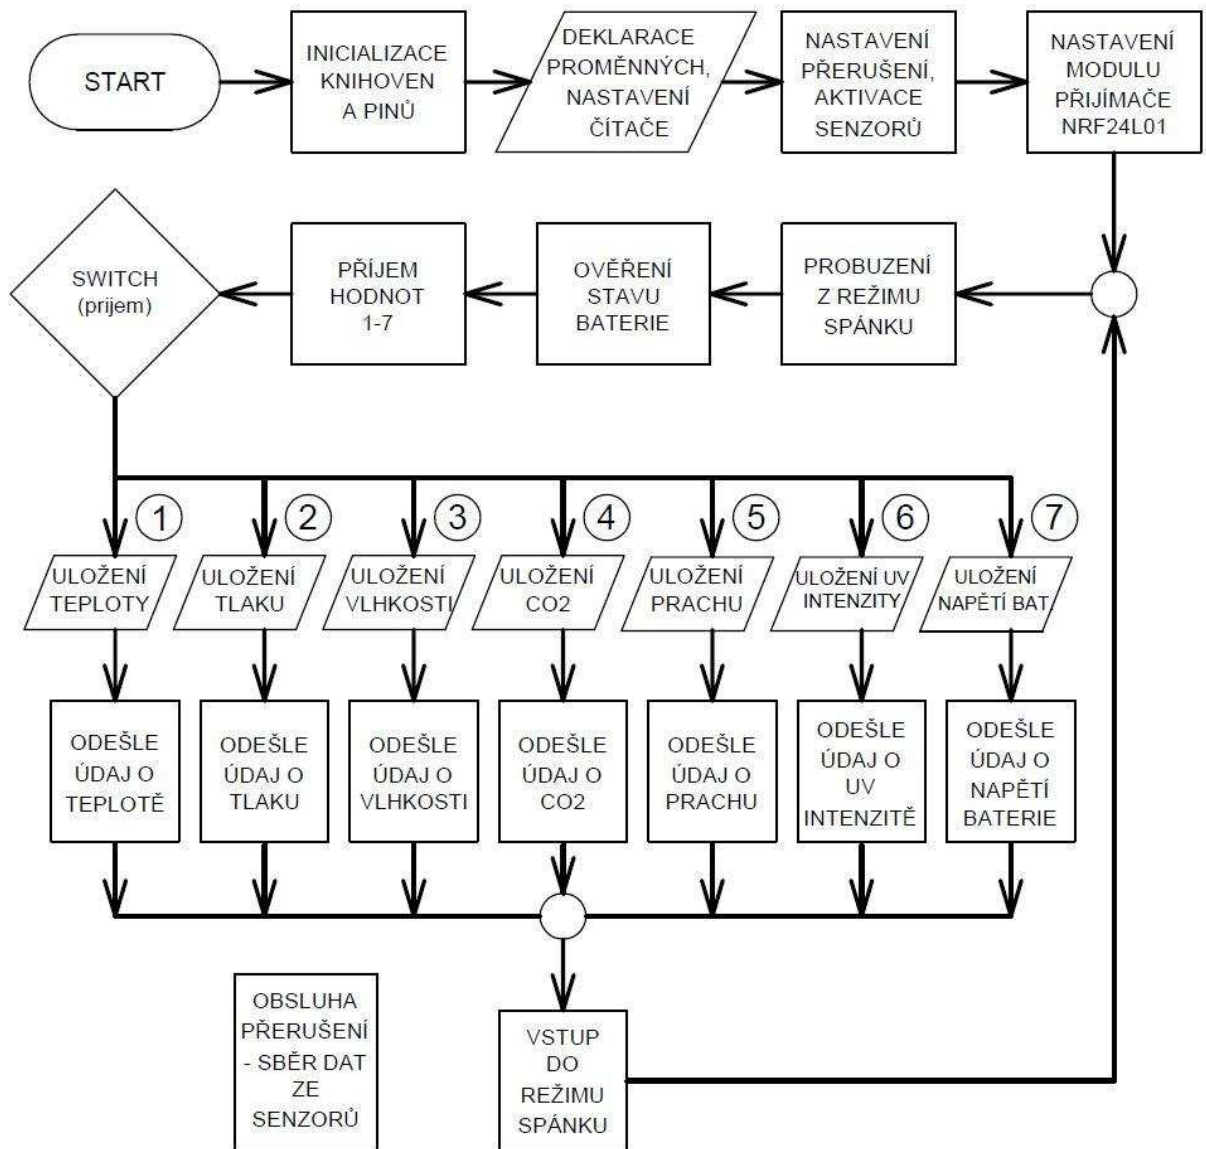 START
INICIALIZACE
KNIHOVEN
A PINŮ
DEKLARACE
PROMĚNNÝCH,
NASTAVENÍ
ČÍTAČE
NASTAVENÍ
PŘERUŠENÍ,
AKTIVACE
SENZORŮ
NASTAVENÍ
MODULU
PŘIJÍMAČE
NRF24L01
SWITCH
(prijem)
PŘÍJEM
HODNOT
1-7
OVĚŘENÍ
STAVU
BATERIE
PROBUZENÍ
Z REŽIMU
SPÁNKU
1
2
3
4
5
6
7
ULOŽENÍ
TEPLOTY
ULOŽENÍ
TLAKU
ULOŽENÍ
VLHKOSTI
ULOŽENÍ
CO2
ULOŽENÍ
PRACHU
ULOŽENÍ UV
INTENZITY
ULOŽENÍ
NAPĚTÍ BAT.
ODEŠLE
ÚDAJ O
TEPLOTĚ
ODEŠLE
ÚDAJ O
TLAKU
ODEŠLE
ÚDAJ O
VLHKOSTI
ODEŠLE
ÚDAJ O
CO2
ODEŠLE
ÚDAJ O
PRACHU
ODEŠLE
ÚDAJ O
UV
INTENZITĚ
ODEŠLE
ÚDAJ O
NAPĚTÍ
BATERIE
OBSLUHA
PŘERUŠENÍ
- SBĚR DAT
ZE
SENZORŮ
VSTUP
DO
REŽIMU
SPÁNKU